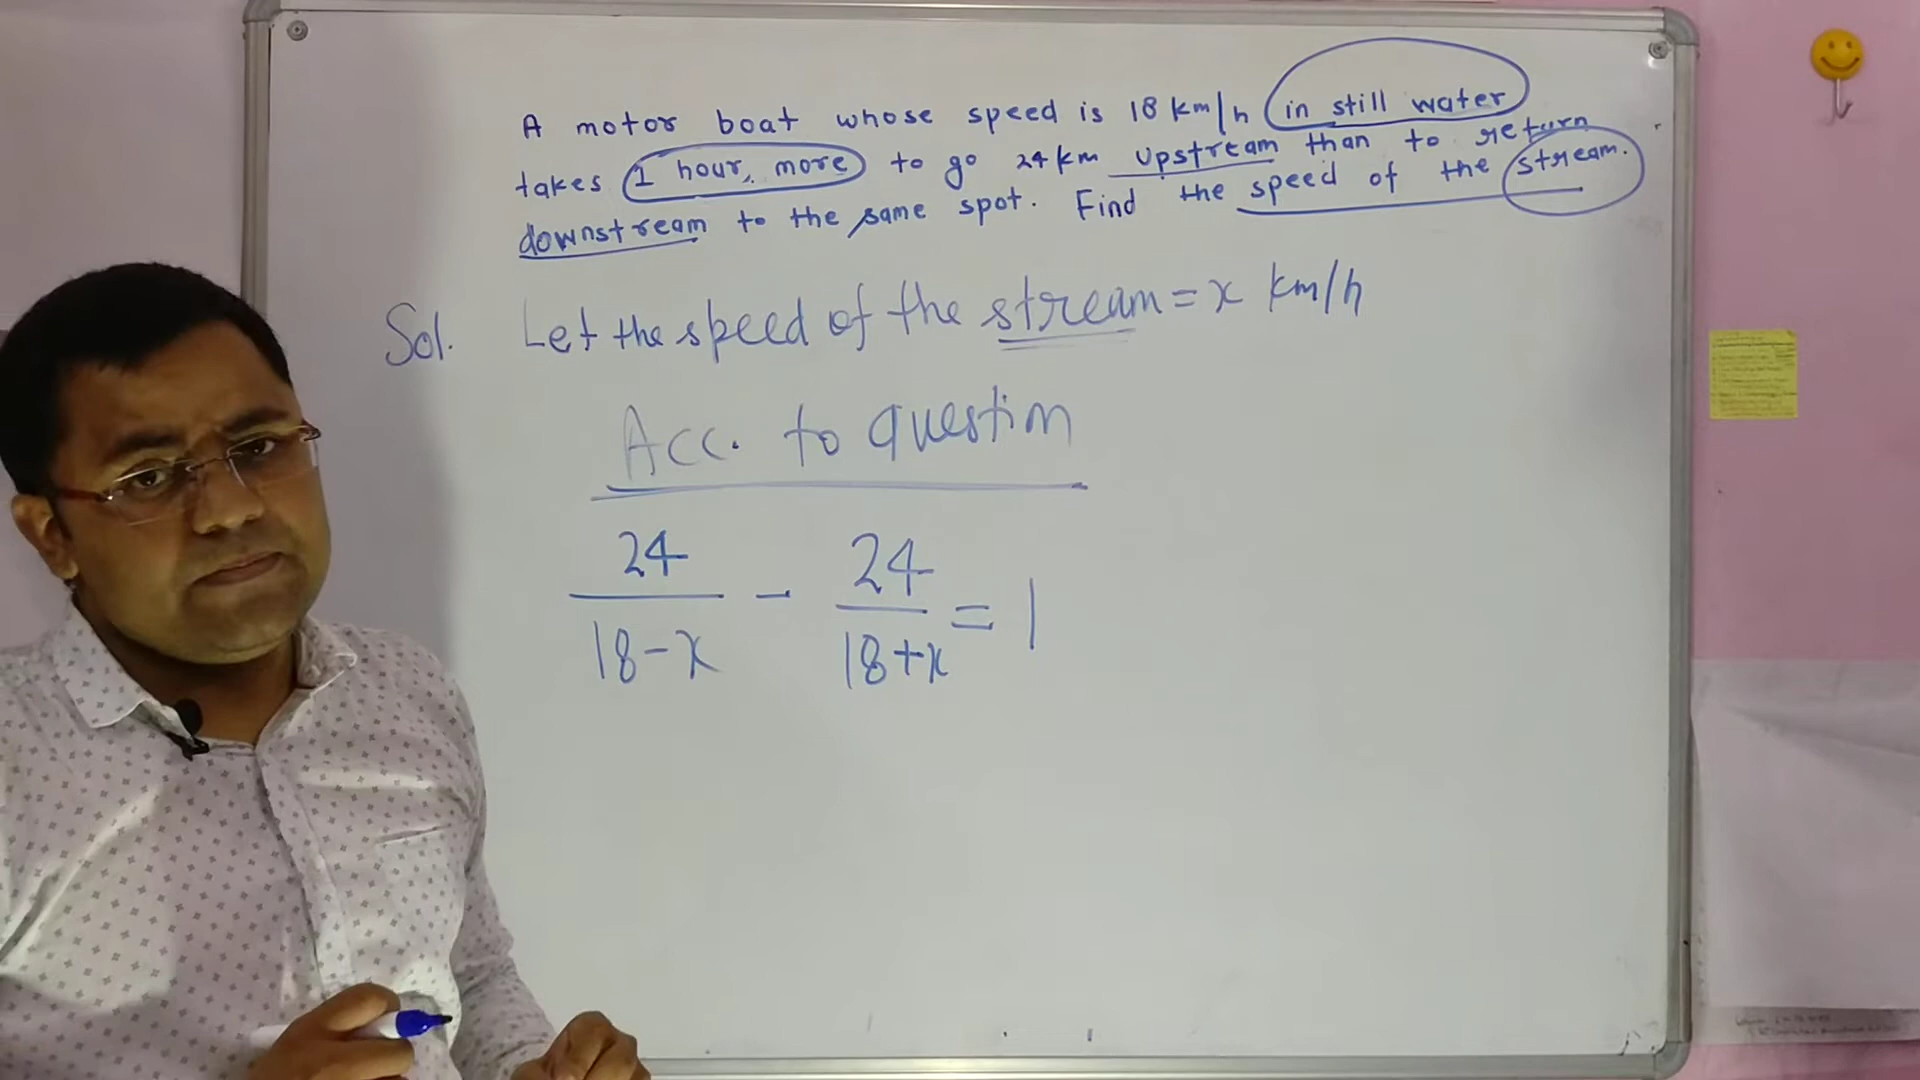 A motor boat whose speed is 18 km/h in still water
takes 1 hour, more to go 24 km upstream than to return
downstream to the same spot. Find the speed of the stream.
Sol. Let the speed of the stream = x km/h
Acc. to question
24/18-x - 24/18+x = 1